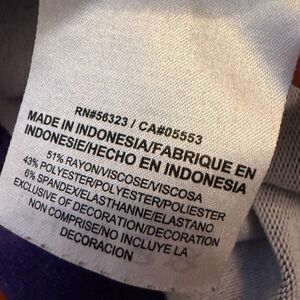 RN#56323 / CA#05553
MADE IN INDONESIA/FABRIQUE EN
INDONESIE/HECHO EN INDONESIA
51% RAYON/VISCOSE/VISCOSA
43% POLYESTER/POLYESTER/POLIESTER
6% SPANDEX/ELASTHANNE/ELASTANO
EXCLUSIVE OF DECORATION/DECORATION
NON COMPRISE/NO INCLUYE LA
DECORACION